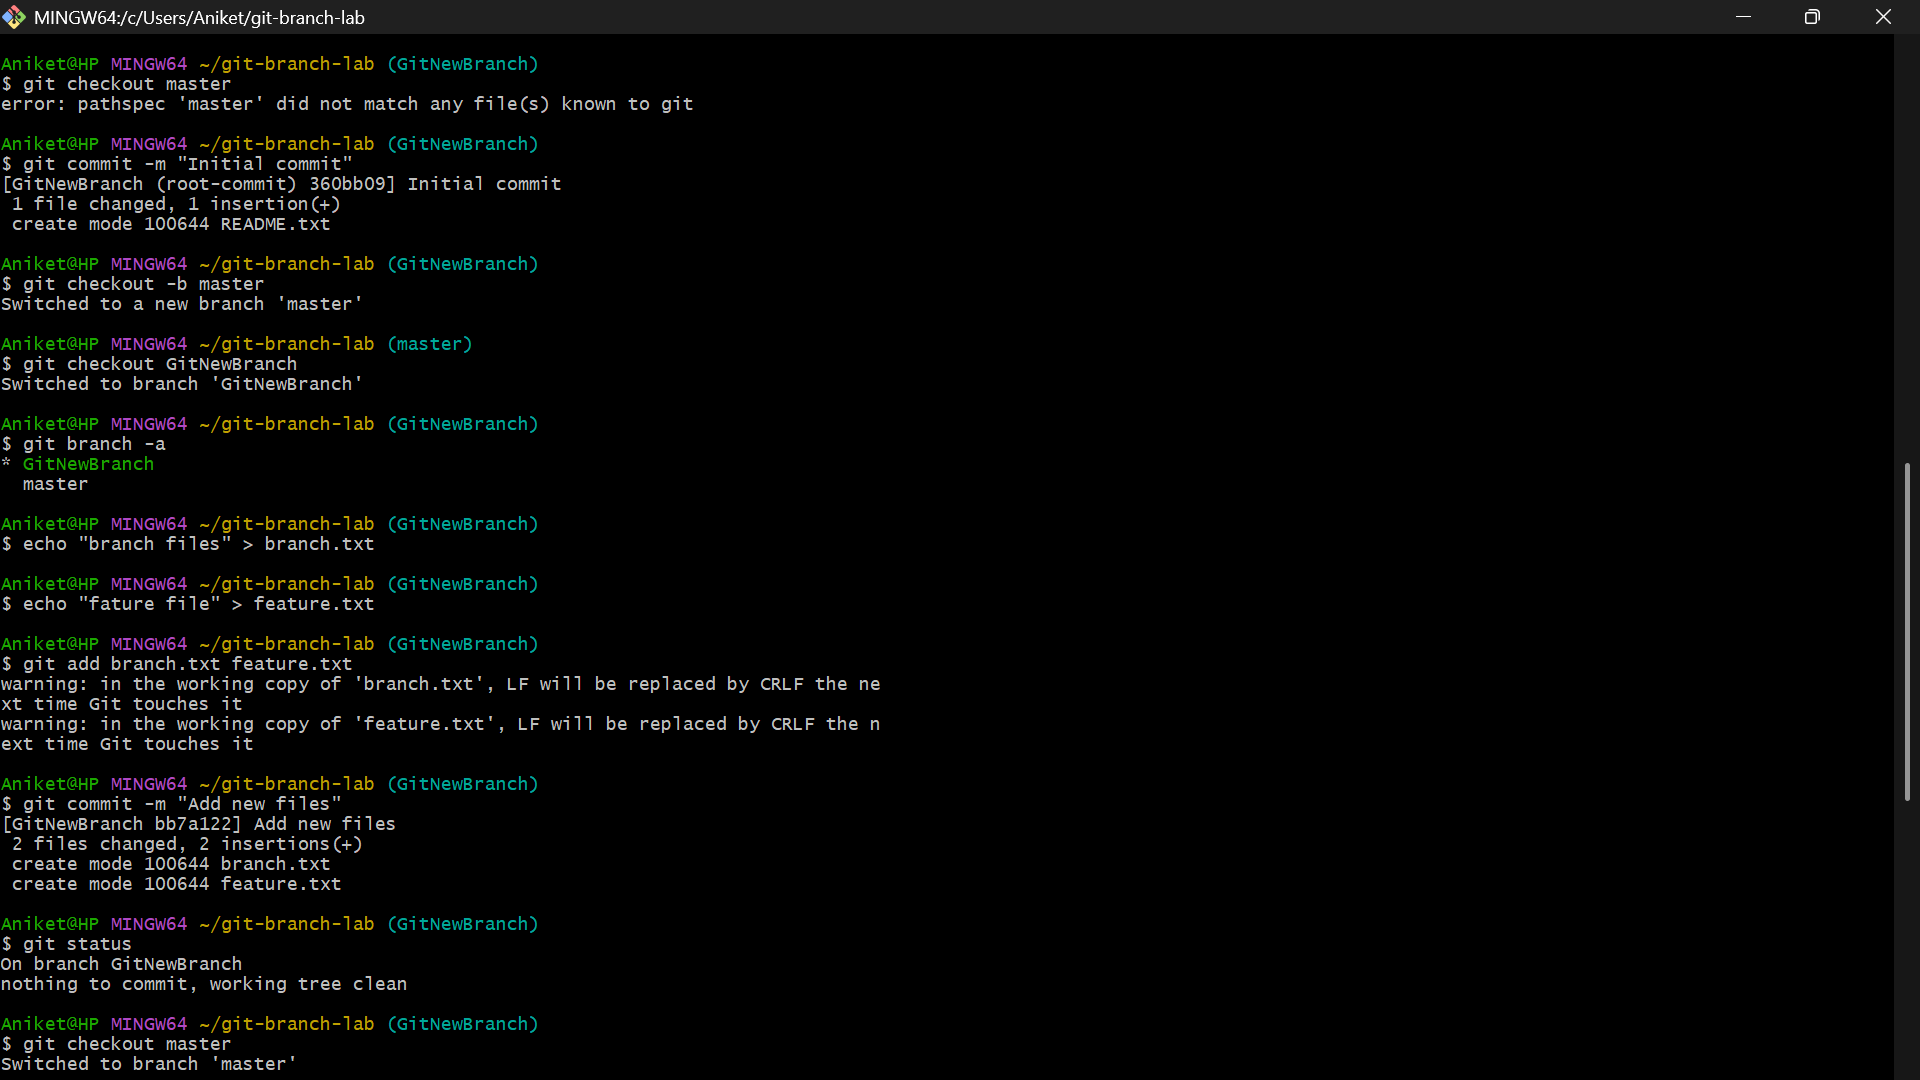 MINGW64:/c/Users/Aniket/git-branch-lab
Aniket@HP MINGW64 ~/git-branch-lab (GitNewBranch)
$ git checkout master
error: pathspec 'master' did not match any file(s) known to git
Aniket@HP MINGW64 ~/git-branch-lab (GitNewBranch)
$ git commit -m "Initial commit"
[GitNewBranch (root-commit) 360bb09] Initial commit
 1 file changed, 1 insertion(+)
 create mode 100644 README.txt
Aniket@HP MINGW64 ~/git-branch-lab (GitNewBranch)
$ git checkout -b master
Switched to a new branch 'master'
Aniket@HP MINGW64 ~/git-branch-lab (master)
$ git checkout GitNewBranch
Switched to branch 'GitNewBranch'
Aniket@HP MINGW64 ~/git-branch-lab (GitNewBranch)
$ git branch -a
* GitNewBranch
  master
Aniket@HP MINGW64 ~/git-branch-lab (GitNewBranch)
$ echo "branch files" > branch.txt
Aniket@HP MINGW64 ~/git-branch-lab (GitNewBranch)
$ echo "fature file" > feature.txt
Aniket@HP MINGW64 ~/git-branch-lab (GitNewBranch)
$ git add branch.txt feature.txt
warning: in the working copy of 'branch.txt', LF will be replaced by CRLF the ne
xt time Git touches it
warning: in the working copy of 'feature.txt', LF will be replaced by CRLF the n
ext time Git touches it
Aniket@HP MINGW64 ~/git-branch-lab (GitNewBranch)
$ git commit -m "Add new files"
[GitNewBranch bb7a122] Add new files
 2 files changed, 2 insertions(+)
 create mode 100644 branch.txt
 create mode 100644 feature.txt
Aniket@HP MINGW64 ~/git-branch-lab (GitNewBranch)
$ git status
On branch GitNewBranch
nothing to commit, working tree clean
Aniket@HP MINGW64 ~/git-branch-lab (GitNewBranch)
$ git checkout master
Switched to branch 'master'